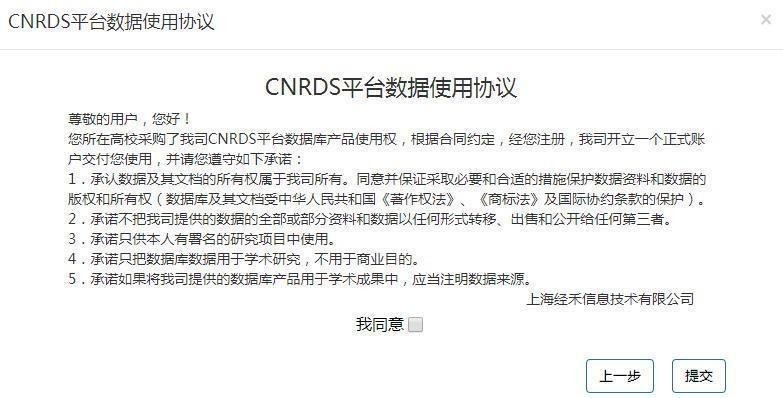 CNRDS平台数据使用协议
×
CNRDS平台数据使用协议
尊敬的用户，您好！
您所在高校采购了我司CNRDS平台数据库产品使用权，根据合同约定，经您注册，我司开立一个正式账
户交付您使用，并请您遵守如下承诺：
1．承认数据及其文档的所有权属于我司所有。同意并保证采取必要和合适的措施保护数据资料和数据的
版权和所有权（数据库及其文档受中华人民共和国《著作权法》、《商标法》及国际协约条款的保护）。
2．承诺不把我司提供的数据的全部或部分资料和数据以任何形式转移、出售和公开给任何第三者。
3．承诺只供本人有署名的研究项目中使用。
4．承诺只把数据库数据用于学术研究，不用于商业目的。
5．承诺如果将我司提供的数据库产品用于学术成果中，应当注明数据来源。
上海经禾信息技术有限公司
我同意
上一步
提交